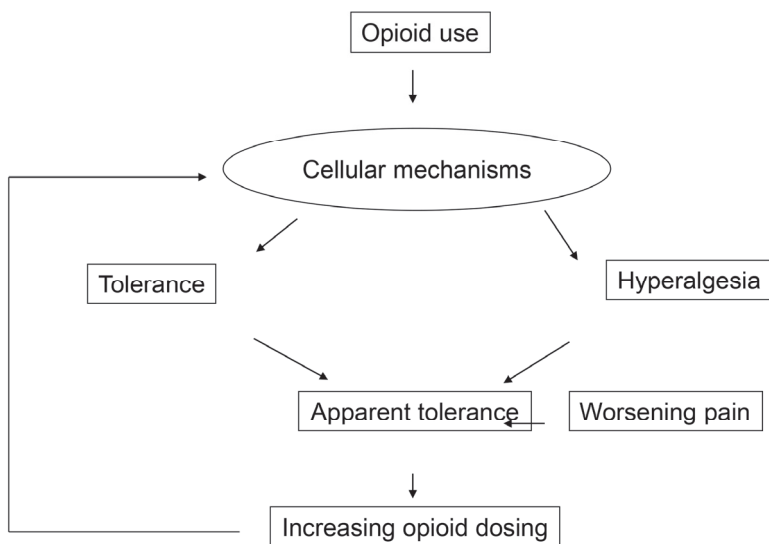 Opioid use
Cellular mechanisms
Tolerance
Hyperalgesia
Apparent tolerance
Worsening pain
Increasing opioid dosing